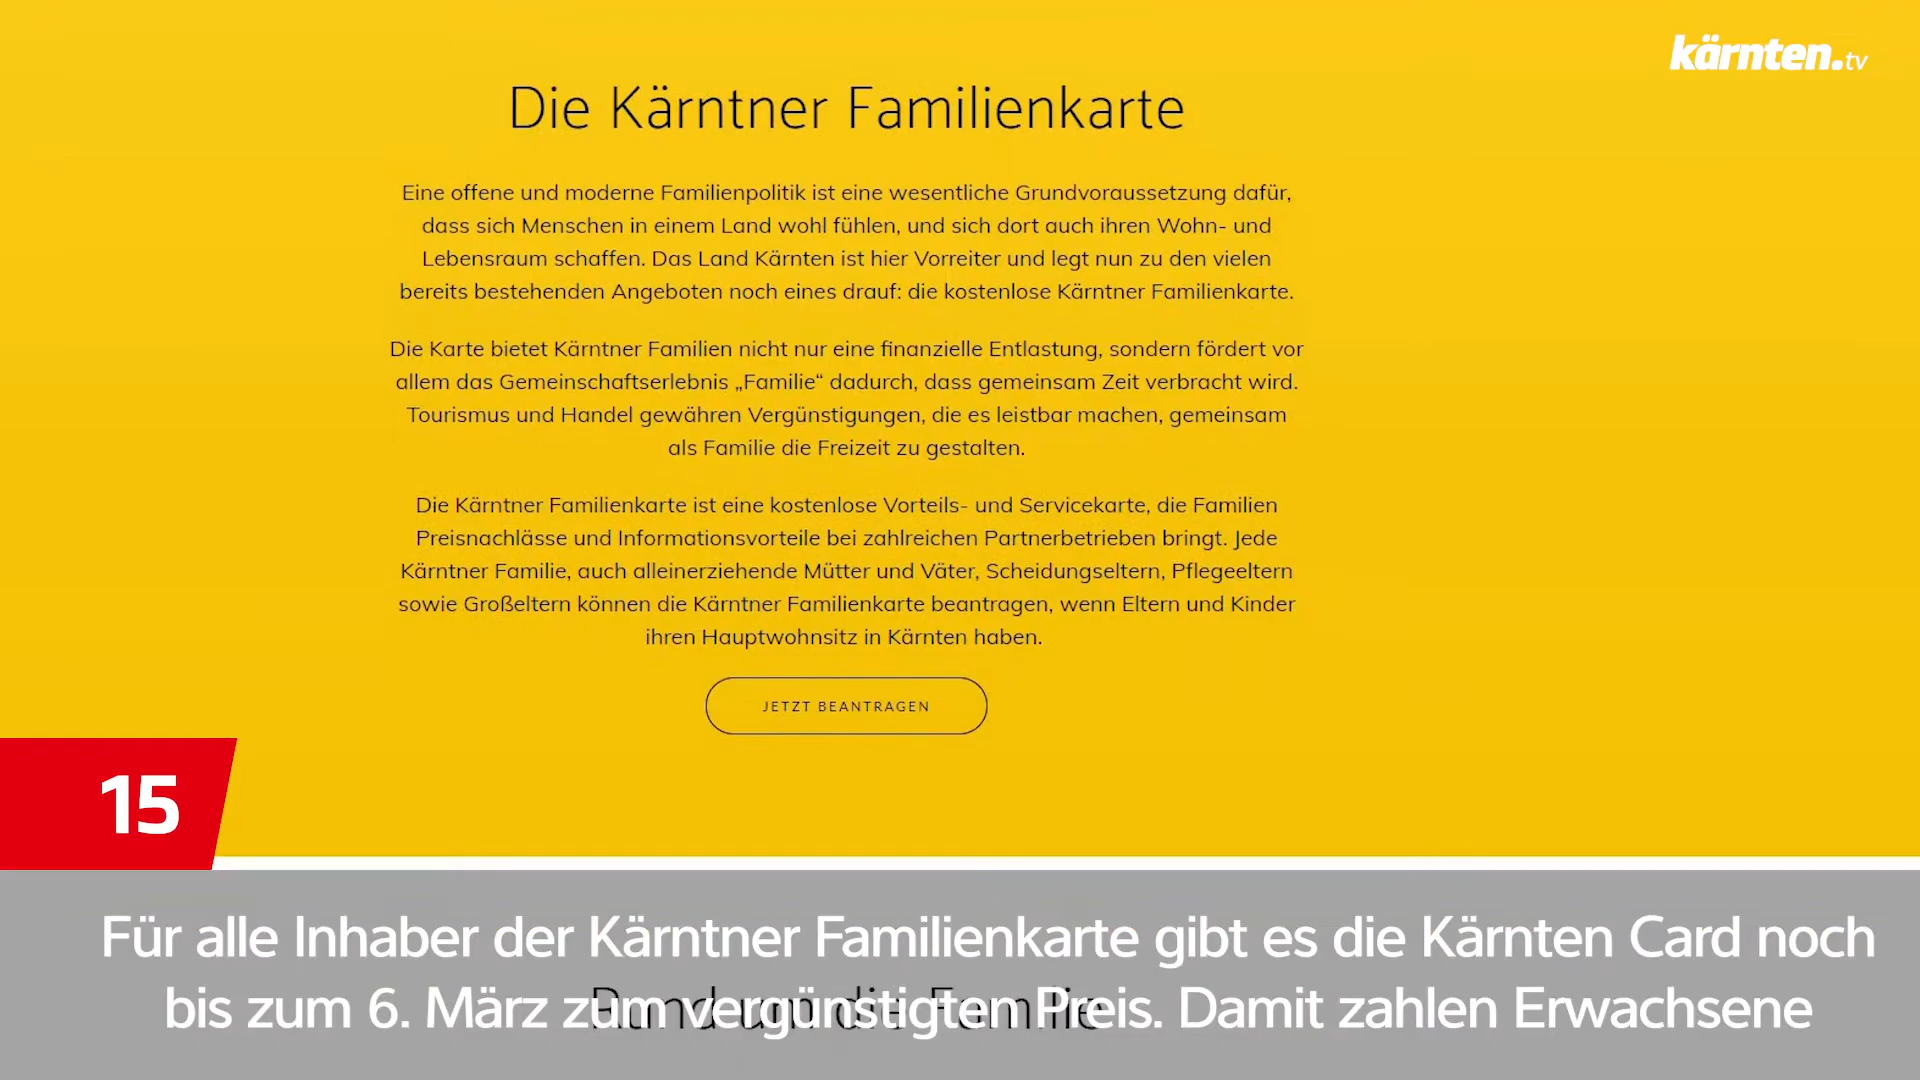 kärnten.tv
Die Kärntner Familienkarte
Eine offene und moderne Familienpolitik ist eine wesentliche Grundvoraussetzung dafür,
dass sich Menschen in einem Land wohl fühlen, und sich dort auch ihren Wohn- und
Lebensraum schaffen. Das Land Kärnten ist hier Vorreiter und legt nun zu den vielen
bereits bestehenden Angeboten noch eines drauf: die kostenlose Kärntner Familienkarte.
Die Karte bietet Kärntner Familien nicht nur eine finanzielle Entlastung, sondern fördert vor
allem das Gemeinschaftserlebnis „Familie“ dadurch, dass gemeinsam Zeit verbracht wird.
Tourismus und Handel gewähren Vergünstigungen, die es leistbar machen, gemeinsam
als Familie die Freizeit zu gestalten.
Die Kärntner Familienkarte ist eine kostenlose Vorteils- und Servicekarte, die Familien
Preisnachlässe und Informationsvorteile bei zahlreichen Partnerbetrieben bringt. Jede
Kärntner Familie, auch alleinerziehende Mütter und Väter, Scheidungseltern, Pflegeeltern
sowie Großeltern können die Kärntner Familienkarte beantragen, wenn Eltern und Kinder
ihren Hauptwohnsitz in Kärnten haben.
JETZT BEANTRAGEN
15
Für alle Inhaber der Kärntner Familienkarte gibt es die Kärnten Card noch
bis zum 6. März zum vergünstigten Preis. Damit zahlen Erwachsene
Rund um die Familie